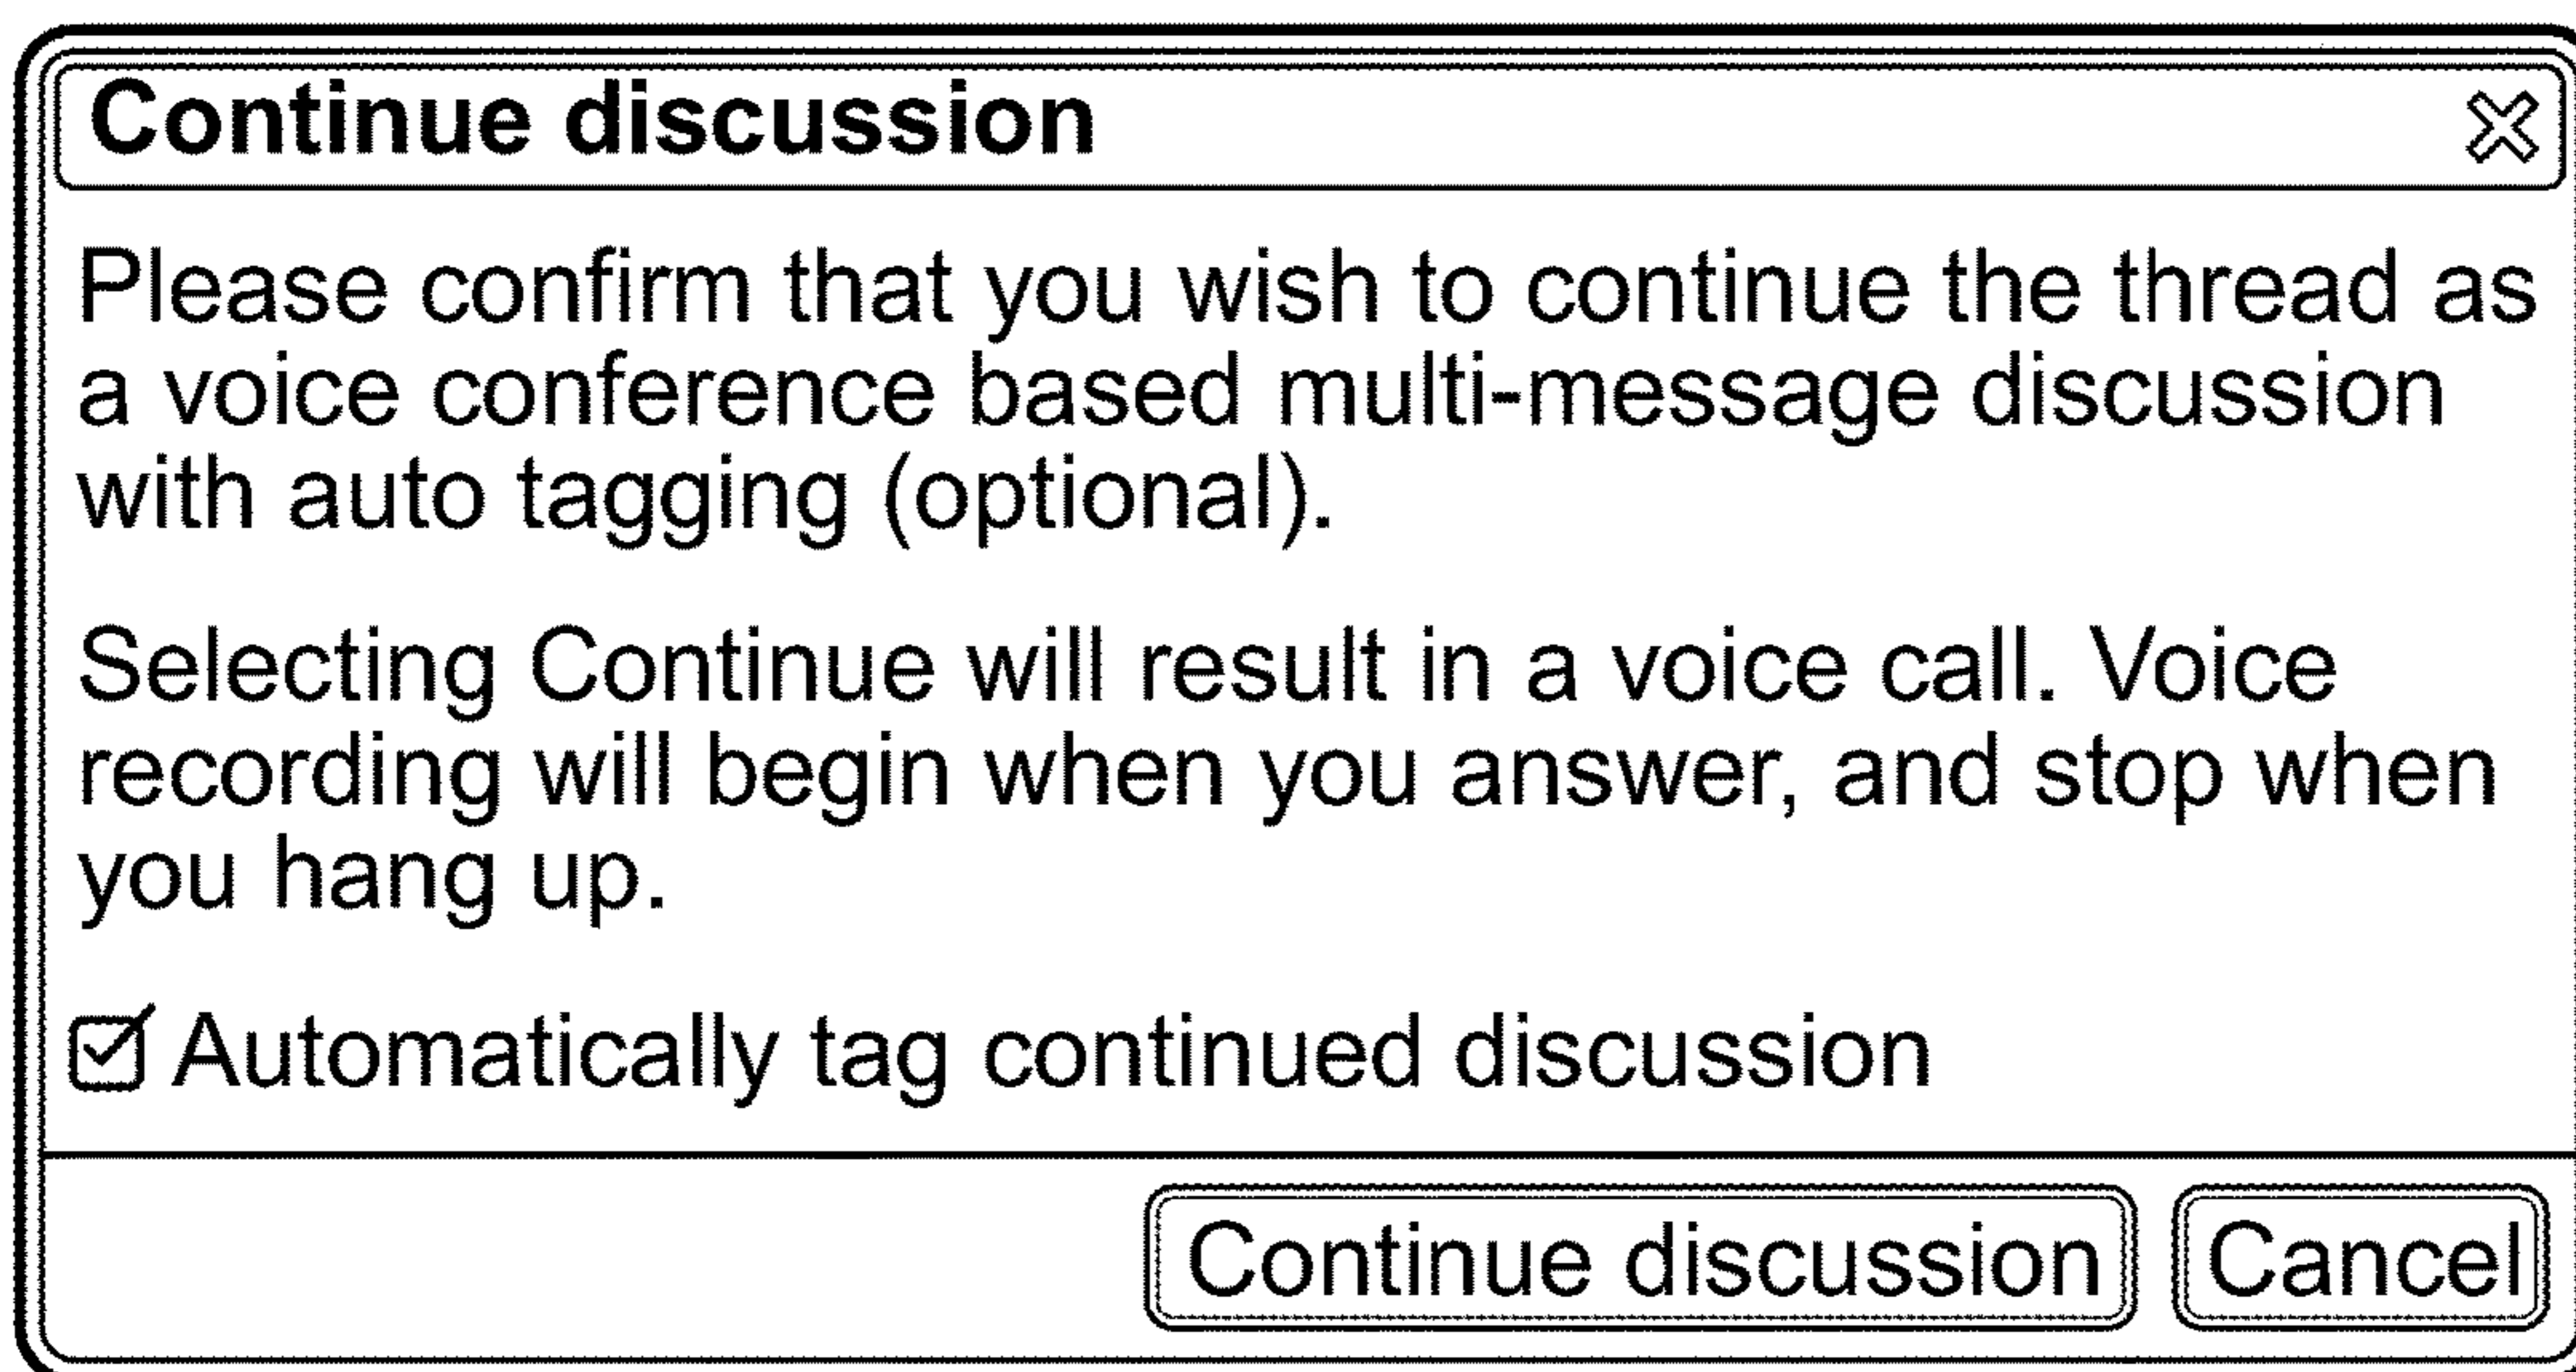 Continue discussion
Please confirm that you wish to continue the thread as
a voice conference based multi-message discussion
with auto tagging (optional).
Selecting Continue will result in a voice call. Voice
recording will begin when you answer, and stop when
you hang up.
Automatically tag continued discussion
Continue discussion Cancel